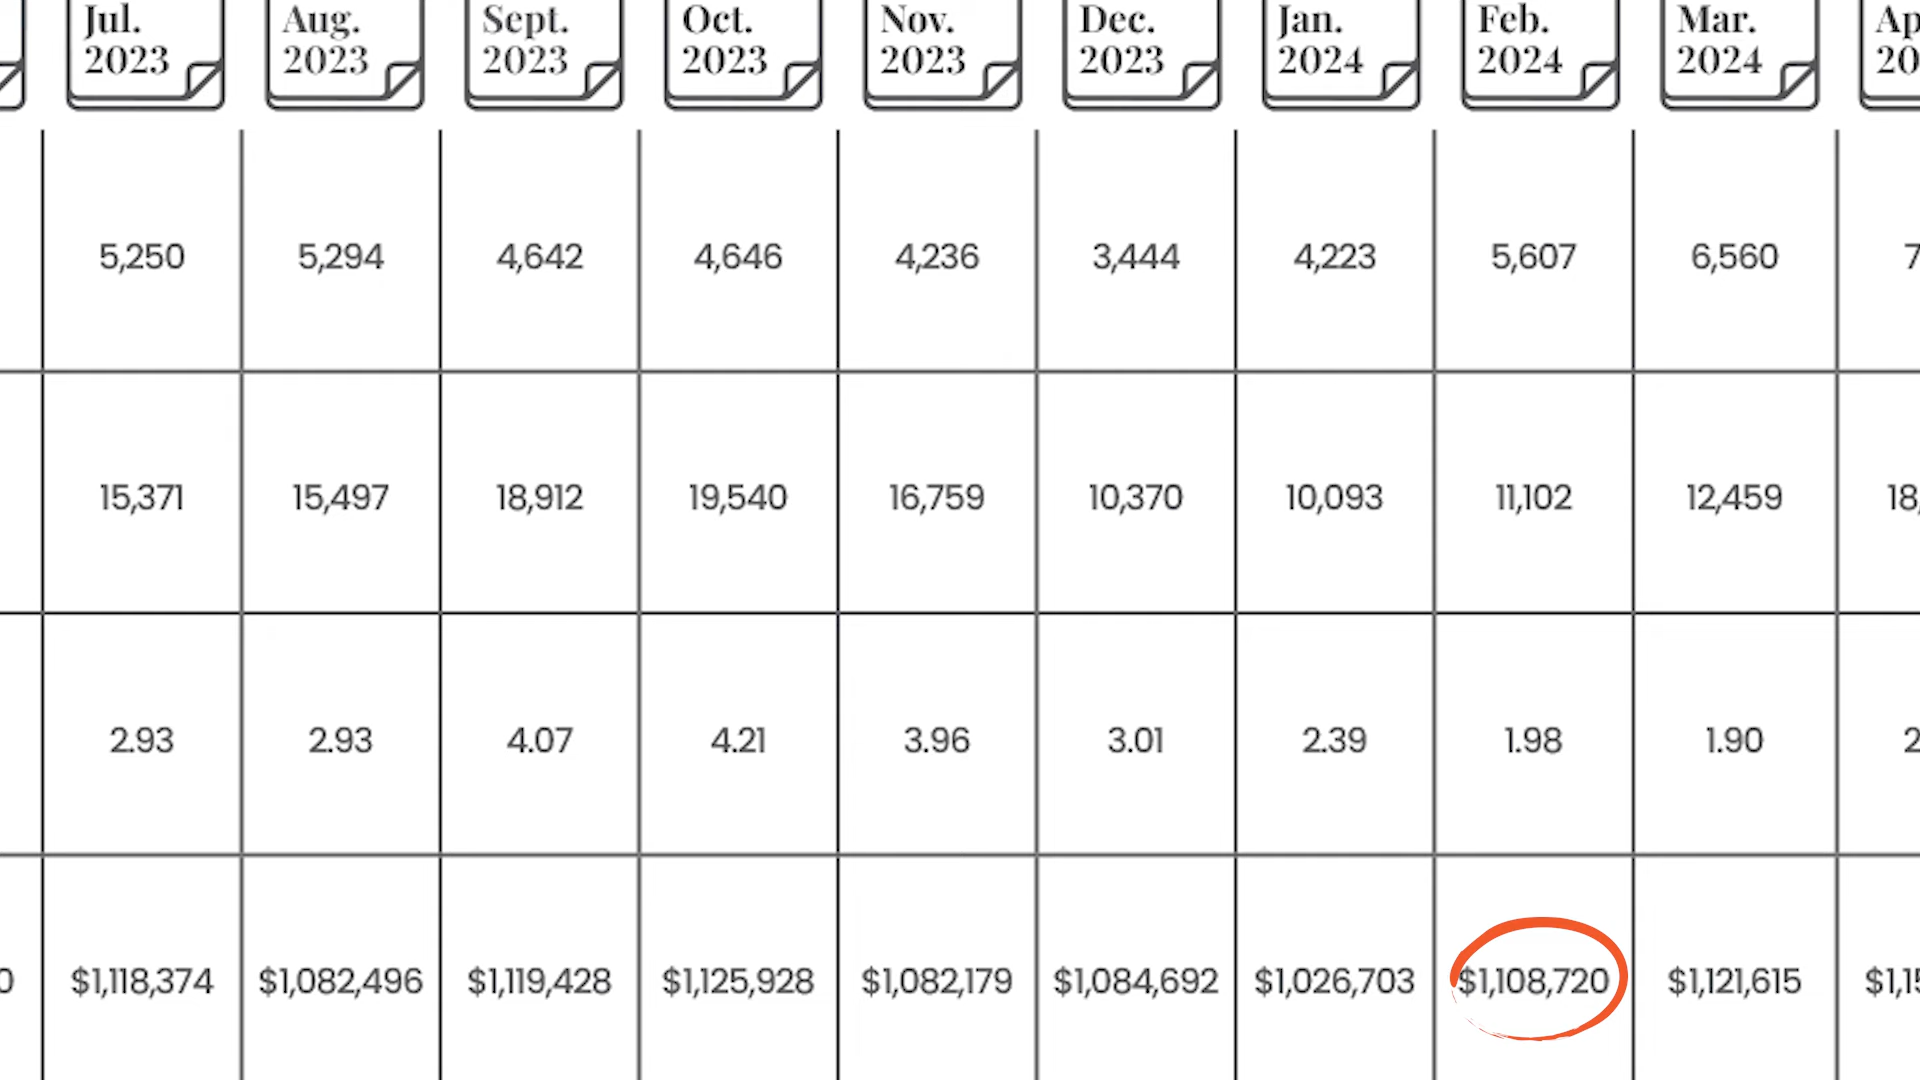 Jul. 2023 Aug. 2023 Sept. 2023 Oct. 2023 Nov. 2023 Dec. 2023 Jan. 2024 Feb. 2024 Mar. 2024
5,250 5,294 4,642 4,646 4,236 3,444 4,223 5,607 6,560
15,371 15,497 18,912 19,540 16,759 10,370 10,093 11,102 12,459
2.93 2.93 4.07 4.21 3.96 3.01 2.39 1.98 1.90
$1,118,374 $1,082,496 $1,119,428 $1,125,928 $1,082,179 $1,084,692 $1,026,703 $1,108,720 $1,121,615